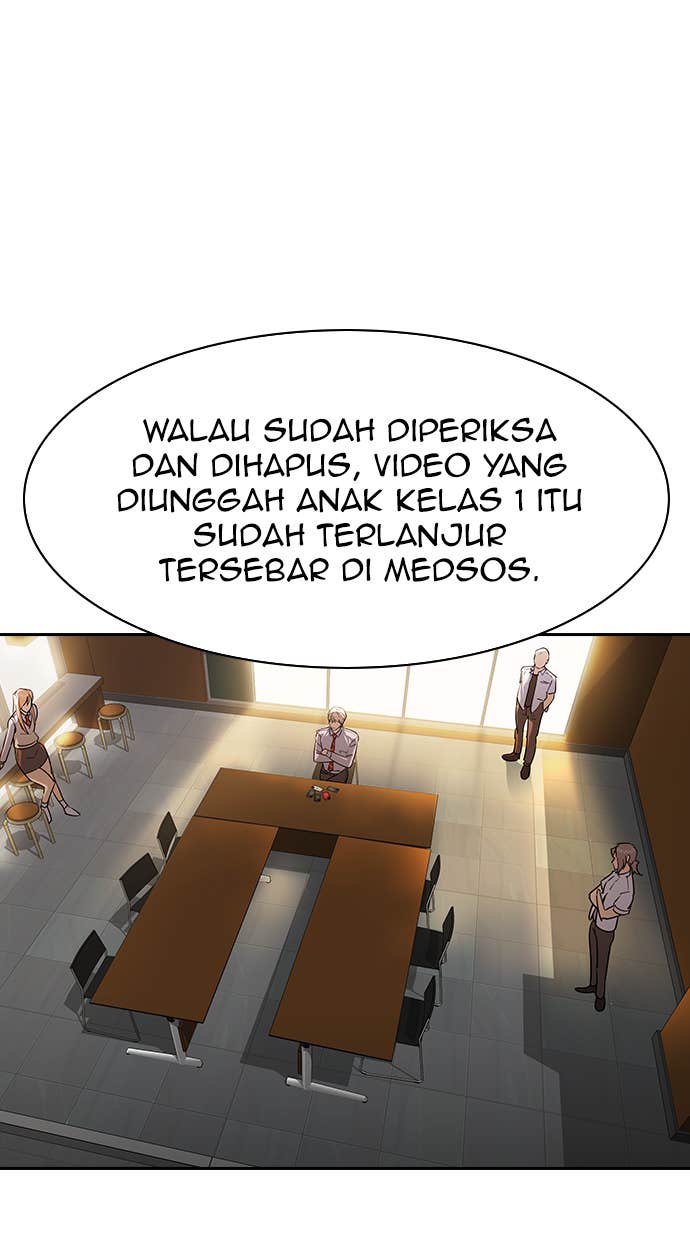 WALAU SUDAH DIPERIKSA
DAN DIHAPUS, VIDEO YANG
DIUNGGAH ANAK KELAS 1 ITU
SUDAH TERLANJUR
TERSEBAR DI MEDSOS.